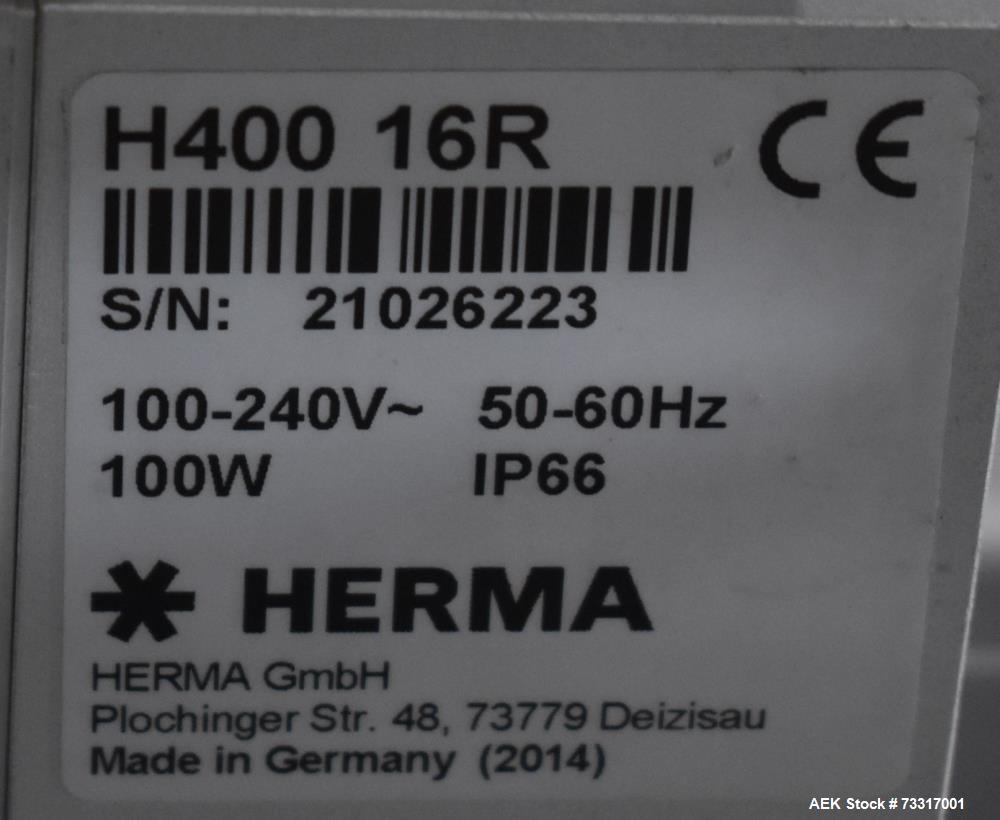 H400 16R
CE
S/N: 21026223
100-240V~ 50-60Hz
100W IP66
HERMA
HERMA GmbH
Plochinger Str. 48, 73779 Deizisau
Made in Germany (2014)
AEK Stock # 73317001